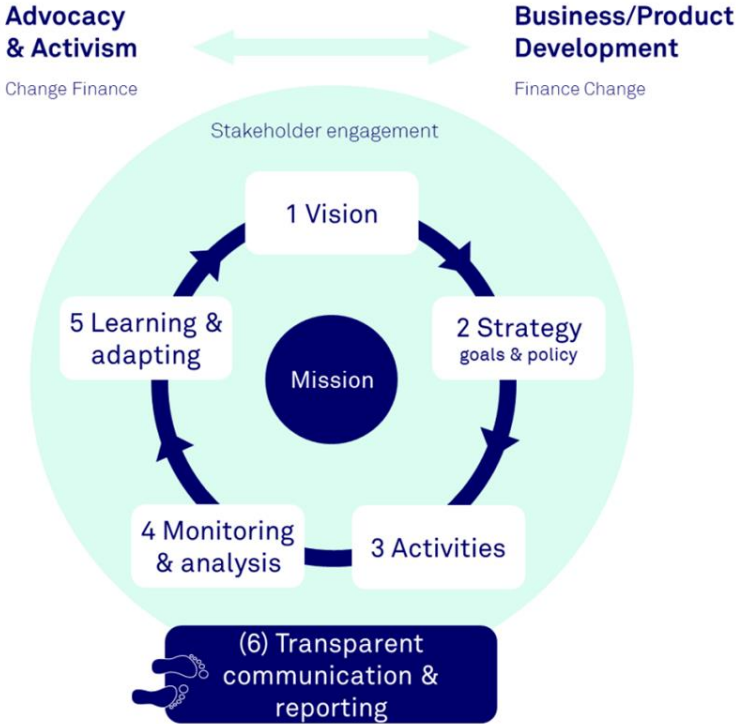 Advocacy
& Activism
Change Finance
Business/Product
Development
Finance Change
Stakeholder engagement
1 Vision
2 Strategy
goals & policy
3 Activities
4 Monitoring
& analysis
5 Learning &
adapting
Mission
(6) Transparent
communication &
reporting